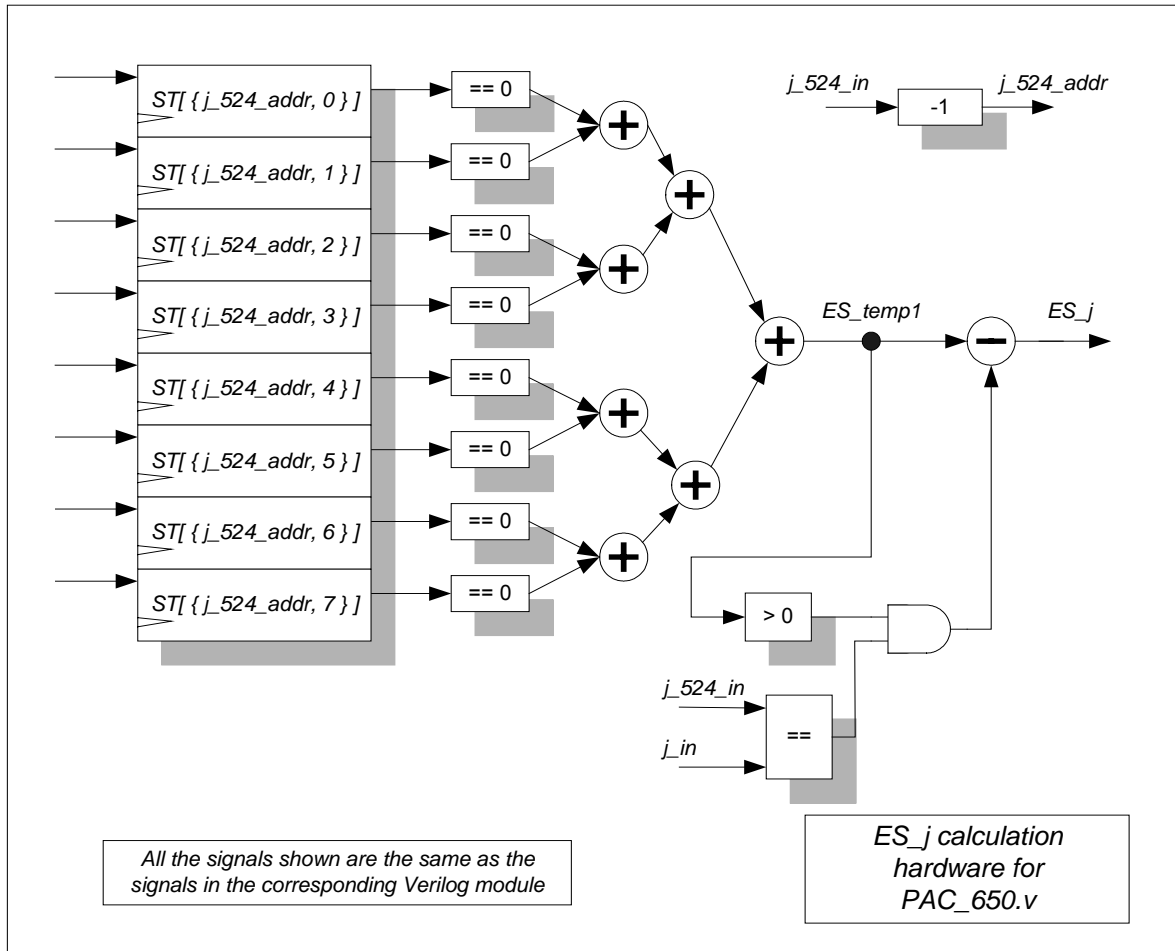 ST[ { j_524_addr, 0 } ]
ST[ { j_524_addr, 1 } ]
ST[ { j_524_addr, 2 } ]
ST[ { j_524_addr, 3 } ]
ST[ { j_524_addr, 4 } ]
ST[ { j_524_addr, 5 } ]
ST[ { j_524_addr, 6 } ]
ST[ { j_524_addr, 7 } ]
== 0
== 0
== 0
== 0
== 0
== 0
== 0
== 0
+
+
+
+
+
+
+
j_524_in
-1
j_524_addr
ES_temp1
−
ES_j
> 0
j_524_in
j_in
==
All the signals shown are the same as the
signals in the corresponding Verilog module
ES_j calculation
hardware for
PAC_650.v